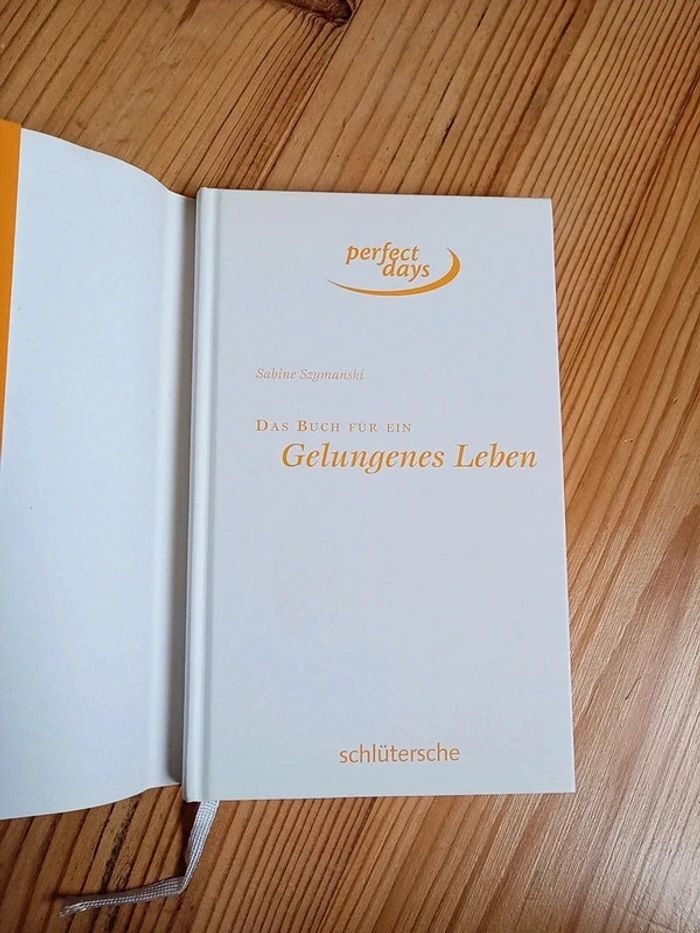 perfect
days
Sabine Szymanski
Das Buch für ein
Gelungenes Leben
schlütersche